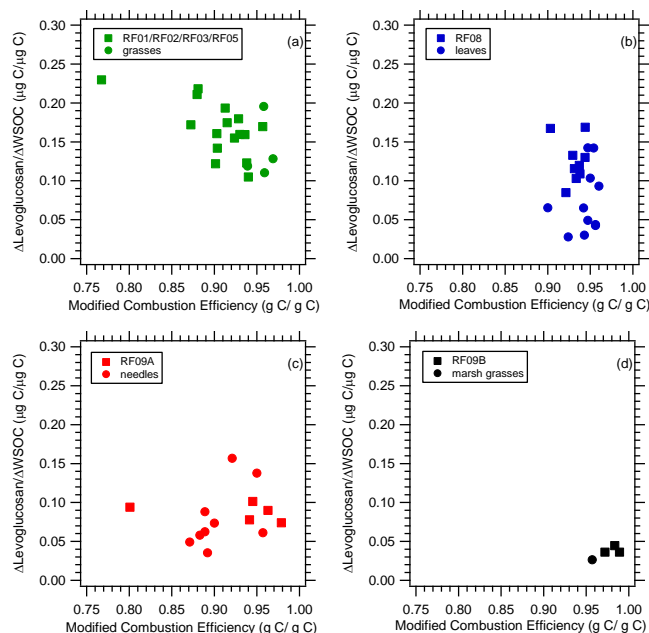 0.30
0.25
0.20
0.15
0.10
0.05
0.00
ΔLevoglucosan/ΔWSOC (µg C/µg C)
RF01/RF02/RF03/RF05
grasses
(a)
0.75 0.80 0.85 0.90 0.95 1.00
Modified Combustion Efficiency (g C/ g C)
0.30
0.25
0.20
0.15
0.10
0.05
0.00
ΔLevoglucosan/ΔWSOC (µg C/µg C)
RF08
leaves
(b)
0.75 0.80 0.85 0.90 0.95 1.00
Modified Combustion Efficiency (g C/ g C)
0.30
0.25
0.20
0.15
0.10
0.05
0.00
ΔLevoglucosan/ΔWSOC (µg C/µg C)
RF09A
needles
(c)
0.75 0.80 0.85 0.90 0.95 1.00
Modified Combustion Efficiency (g C/ g C)
0.30
0.25
0.20
0.15
0.10
0.05
0.00
ΔLevoglucosan/ΔWSOC (µg C/µg C)
RF09B
marsh grasses
(d)
0.75 0.80 0.85 0.90 0.95 1.00
Modified Combustion Efficiency (g C/ g C)